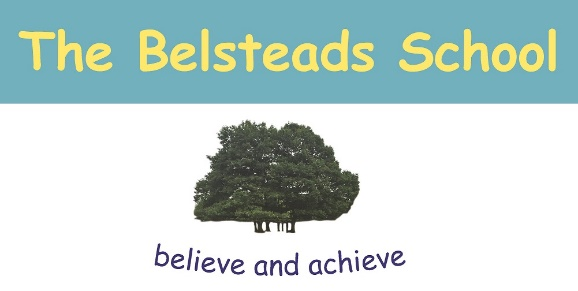 The Belsteads School
believe and achieve